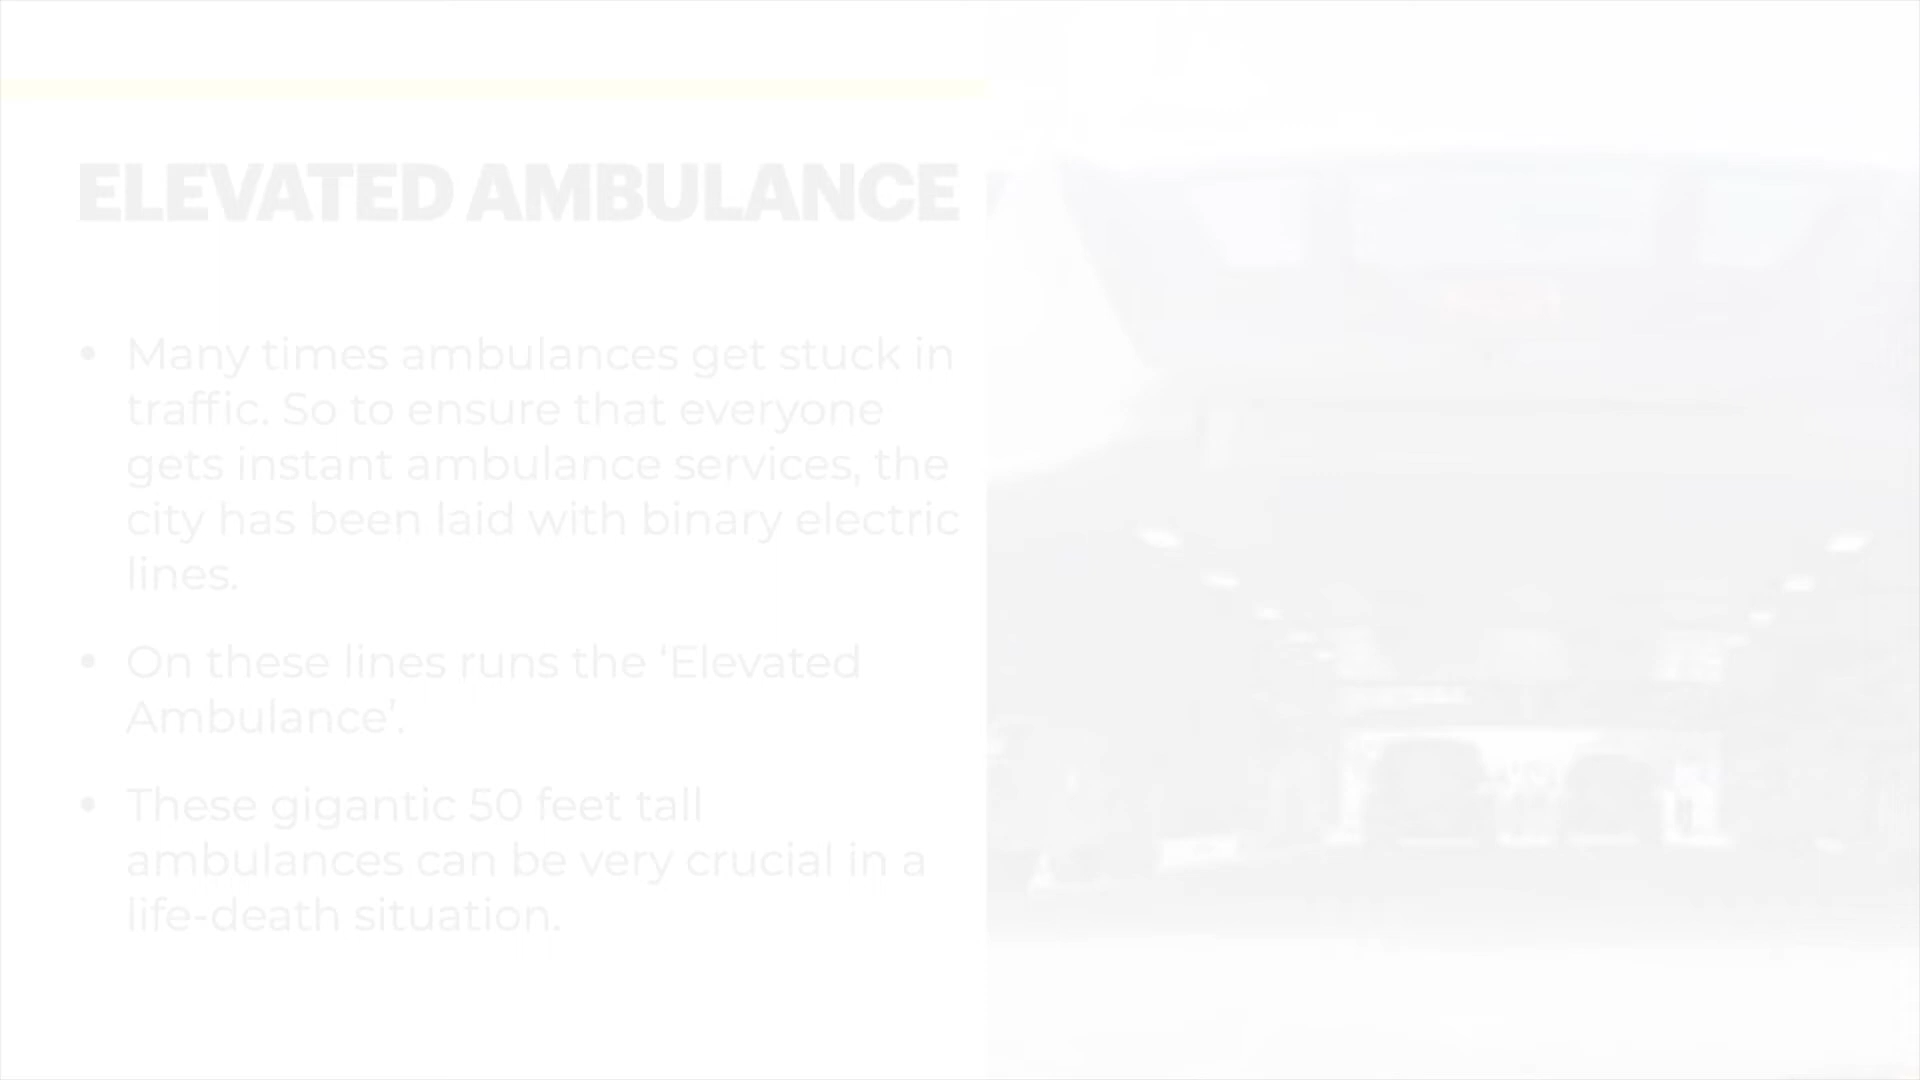 ELEVATED AMBULANCE
• Many times ambulances get stuck in
traffic. So to ensure that everyone
gets instant ambulance services, the
city has been laid with binary electric
lines.
• On these lines runs the ‘Elevated
Ambulance’.
• These gigantic 50 feet tall
ambulances can be very crucial in a
life-death situation.